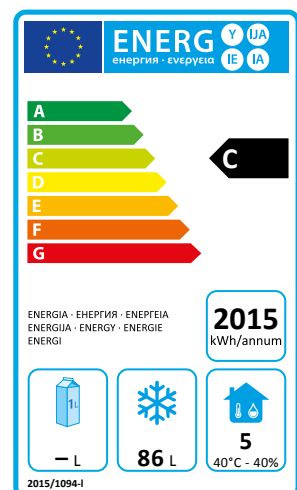 ENERG Y IJA IE IA
енергия · ενεργεια
A
B
C
D
E
F
G
C
ENERGIA · ЕНЕРГИЯ · ΕΝΕΡΓΕΙΑ
ENERGIJA · ENERGY · ENERGIE
ENERGI
2015
kWh/annum
1L
– L
86 L
5
40°C - 40%
2015/1094-I